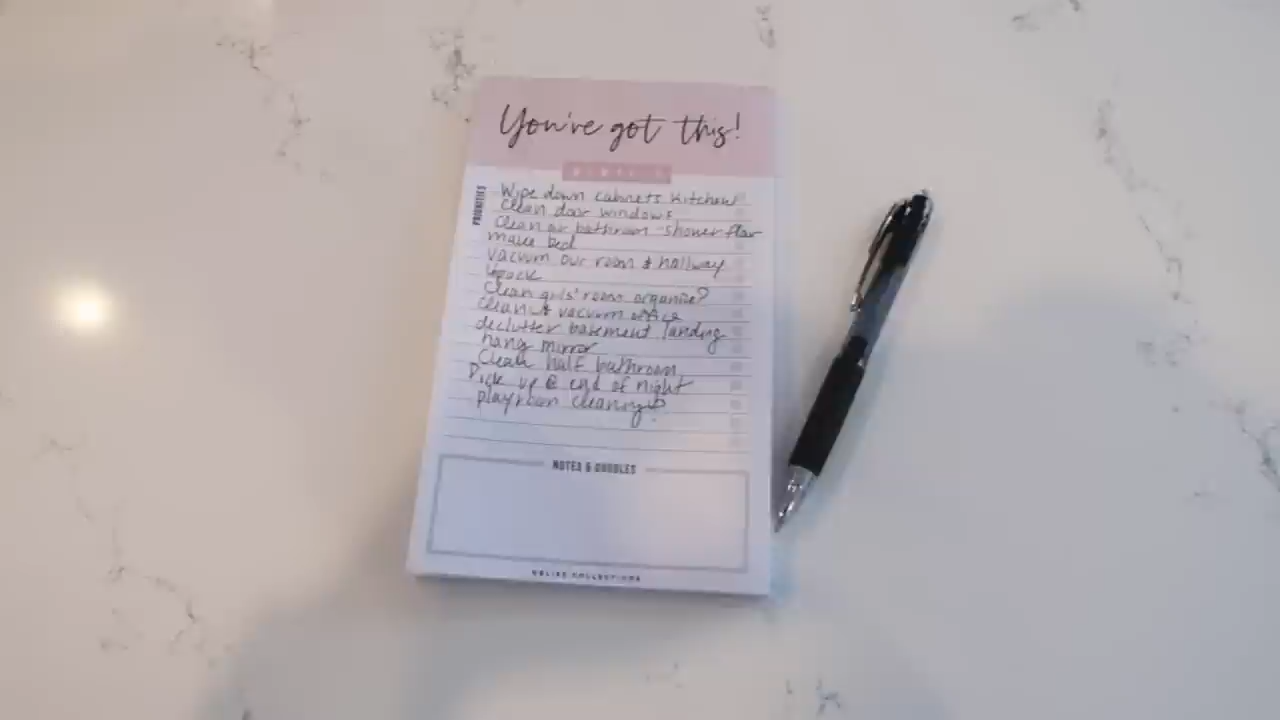 You've got this!
PRIORITIES
Wipe down cabinets Kitchen
Clean door windows
Clean our bathroom - shower floor
make bed
vacuum our room & hallway
Clean girls' room organize?
Clean & vacuum office
declutter basement landing
hang mirror
Clean half bathroom
Pick up @ end of night
playroom cleaning?
NOTES & DOODLES
COLLECTIONS